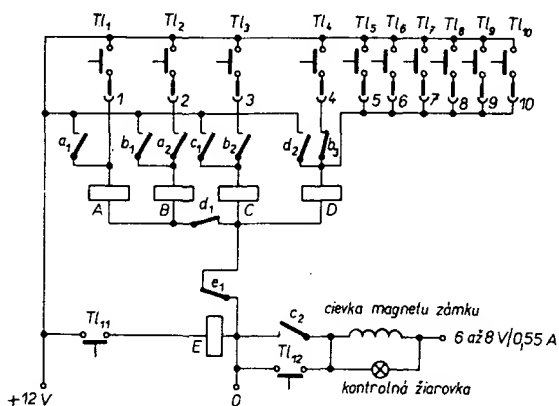 Tl1 Tl2 Tl3 Tl4 Tl5 Tl6 Tl7 Tl8 Tl9 Tl10
1 2 3 4 5 6 7 8 9 10
a1 b1 a2 c1 b2 d2 b3
A B C D
d1
e1
Tl11 E c2 cievka magnetu zámku
6 až 8 V/0,55 A
Tl12
kontrolná žiarovka
+12 V 0